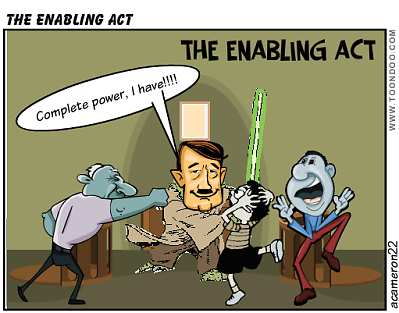 THE ENABLING ACT
THE ENABLING ACT
Complete power, I have!!!!
WWW.TOONDOO.COM
acameron22